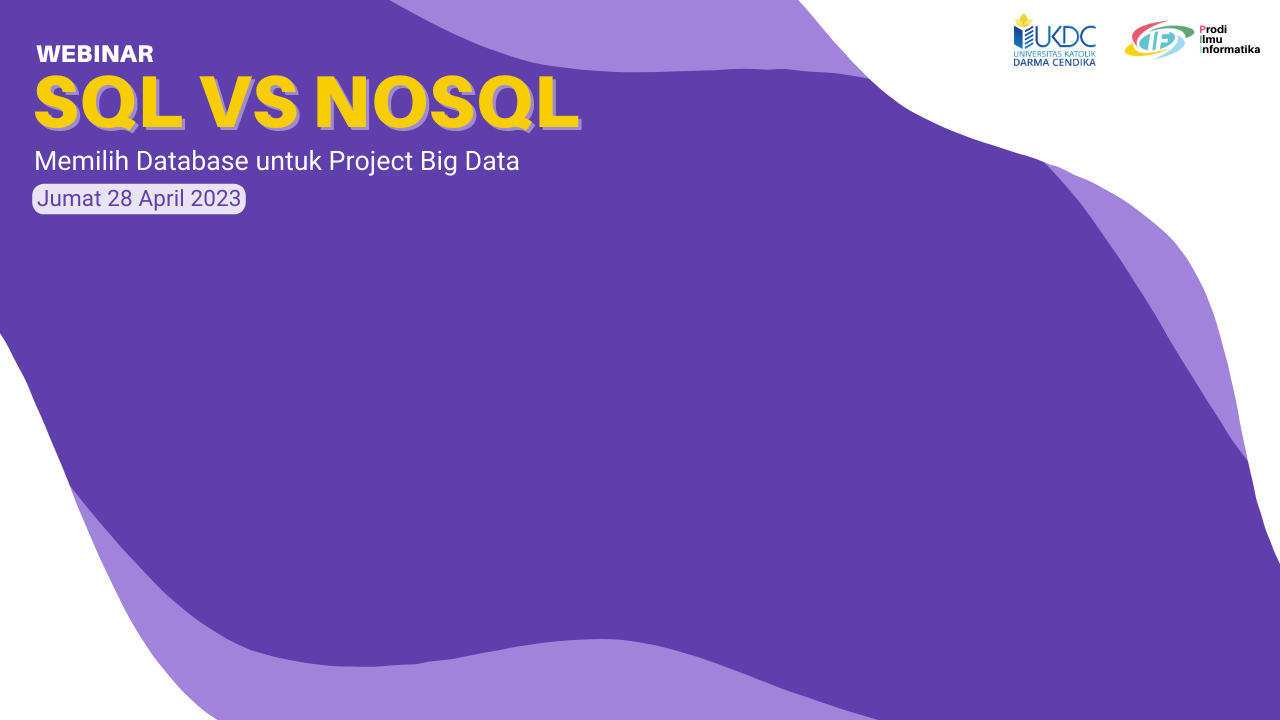 WEBINAR
SQL VS NOSQL
Memilih Database untuk Project Big Data
Jumat 28 April 2023
UKDC
UNIVERSITAS KATOLIK
DARMA CENDIKA
IF
Prodi
Ilmu
Informatika